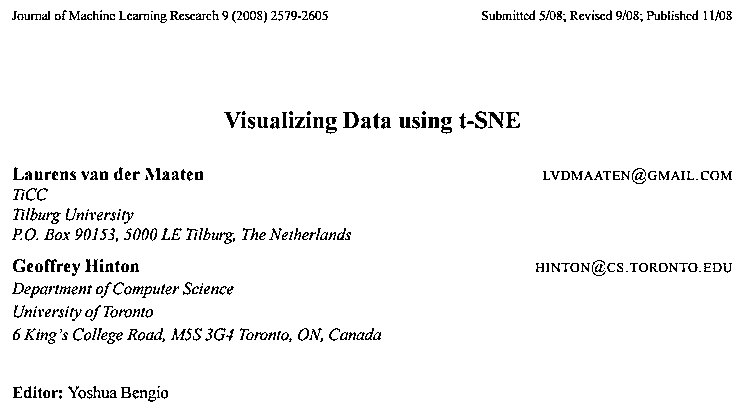 Journal of Machine Learning Research 9 (2008) 2579-2605 Submitted 5/08; Revised 9/08; Published 11/08
Visualizing Data using t-SNE
Laurens van der Maaten LVDMAATEN@GMAIL.COM
TiCC
Tilburg University
P.O. Box 90153, 5000 LE Tilburg, The Netherlands
Geoffrey Hinton HINTON@CS.TORONTO.EDU
Department of Computer Science
University of Toronto
6 King's College Road, M5S 3G4 Toronto, ON, Canada
Editor: Yoshua Bengio